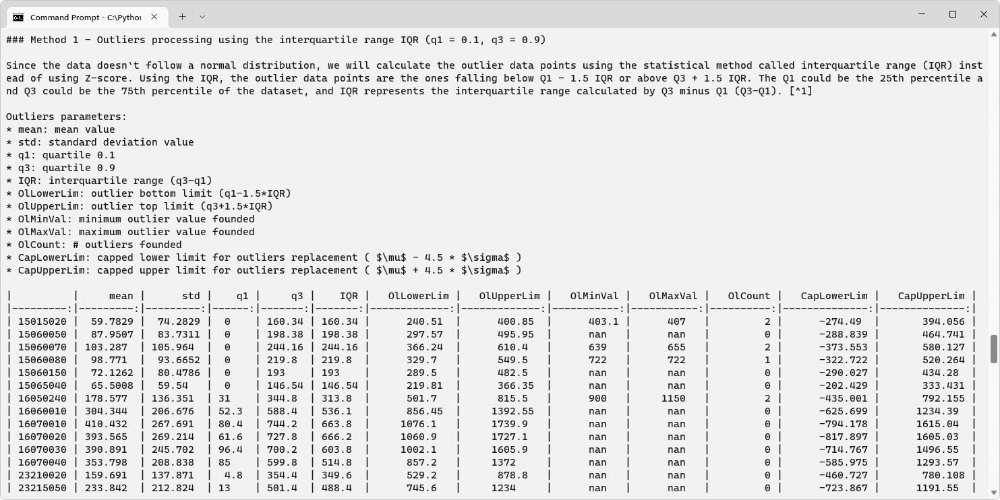 Command Prompt - C:\Python
### Method 1 - Outliers processing using the interquartile range IQR (q1 = 0.1, q3 = 0.9)
Since the data doesn`t follow a normal distribution, we will calculate the outlier data points using the statistical method called interquartile range (IQR) inst
ead of using Z-score. Using the IQR, the outlier data points are the ones falling below Q1 - 1.5 IQR or above Q3 + 1.5 IQR. The Q1 could be the 25th percentile a
nd Q3 could be the 75th percentile of the dataset, and IQR represents the interquartile range calculated by Q3 minus Q1 (Q3-Q1). [^1]
Outliers parameters:
* mean: mean value
* std: standard deviation value
* q1: quartile 0.1
* q3: quartile 0.9
* IQR: interquartile range (q3-q1)
* OlLowerLim: outlier bottom limit (q1-1.5*IQR)
* OlUpperLim: outlier top limit (q3+1.5*IQR)
* OlMinVal: minimum outlier value founded
* OlMaxVal: maximum outlier value founded
* OlCount: # outliers founded
* CapLowerLim: capped lower limit for outliers replacement ( $\mu$ - 4.5 * $\sigma$ )
* CapUpperLim: capped upper limit for outliers replacement ( $\mu$ + 4.5 * $\sigma$ )
|          |     mean |      std |    q1 |     q3 |    IQR |   OlLowerLim |   OlUpperLim |   OlMinVal |   OlMaxVal |   OlCount |   CapLowerLim |   CapUpperLim |
|---------:|---------:|---------:|------:|-------:|-------:|-------------:|-------------:|-----------:|-----------:|----------:|--------------:|--------------:|
| 15015020 |  59.7829 |  74.2829 |  0    | 160.34 | 160.34 |      240.51  |      400.85  |      403.1 |      407   |         2 |      -274.49  |       394.056 |
| 15060050 |  87.9507 |  83.7311 |  0    | 198.38 | 198.38 |      297.57  |      495.95  |      nan   |      nan   |         0 |      -288.839 |       464.741 |
| 15060070 | 103.287  | 105.964  |  0    | 244.16 | 244.16 |      366.24  |      610.4   |      639   |      655   |         2 |      -373.553 |       580.127 |
| 15060080 |  98.771  |  93.6652 |  0    | 219.8  | 219.8  |      329.7   |      549.5   |      722   |      722   |         1 |      -322.722 |       520.264 |
| 15060150 |  72.1262 |  80.4786 |  0    | 193    | 193    |      289.5   |      482.5   |      nan   |      nan   |         0 |      -290.027 |       434.28  |
| 15065040 |  65.5008 |  59.54   |  0    | 146.54 | 146.54 |      219.81  |      366.35  |      nan   |      nan   |         0 |      -202.429 |       333.431 |
| 16050240 | 178.577  | 136.351  | 31    | 344.8  | 313.8  |      501.7   |      815.5   |      900   |     1150   |         2 |      -435.001 |       792.155 |
| 16060010 | 304.344  | 206.676  | 52.3  | 588.4  | 536.1  |      856.45  |     1392.55  |      nan   |      nan   |         0 |      -625.699 |      1234.39  |
| 16070010 | 410.432  | 267.691  | 80.4  | 744.2  | 663.8  |     1076.1   |     1739.9   |      nan   |      nan   |         0 |      -794.178 |      1615.04  |
| 16070020 | 393.565  | 269.214  | 61.6  | 727.8  | 666.2  |     1060.9   |     1727.1   |      nan   |      nan   |         0 |      -817.897 |      1605.03  |
| 16070030 | 390.891  | 245.702  | 96.4  | 700.2  | 603.8  |     1002.1   |     1605.9   |      nan   |      nan   |         0 |      -714.767 |      1496.55  |
| 16070040 | 353.798  | 208.838  | 85    | 599.8  | 514.8  |      857.2   |     1372     |      nan   |      nan   |         0 |      -585.975 |      1293.57  |
| 23210020 | 159.691  | 137.871  |  4.8  | 354.4  | 349.6  |      529.2   |      878.8   |      nan   |      nan   |         0 |      -460.727 |       780.108 |
| 23215050 | 233.842  | 212.824  | 13    | 501.4  | 488.4  |      745.6   |     1234     |      nan   |      nan   |         0 |      -723.867 |      1191.55  |